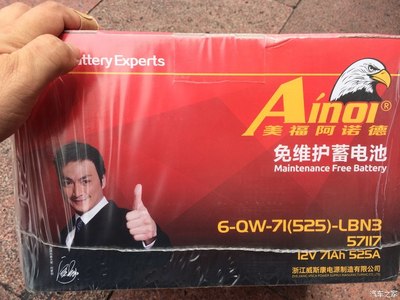 ttery Experts
Ainoi®
美福阿诺德
免维护蓄电池
Maintenance Free Battery
6-QW-71(525)-LBN3
57117
12V 71Ah 525A
浙江威斯康电源制造有限公司
汽车之家